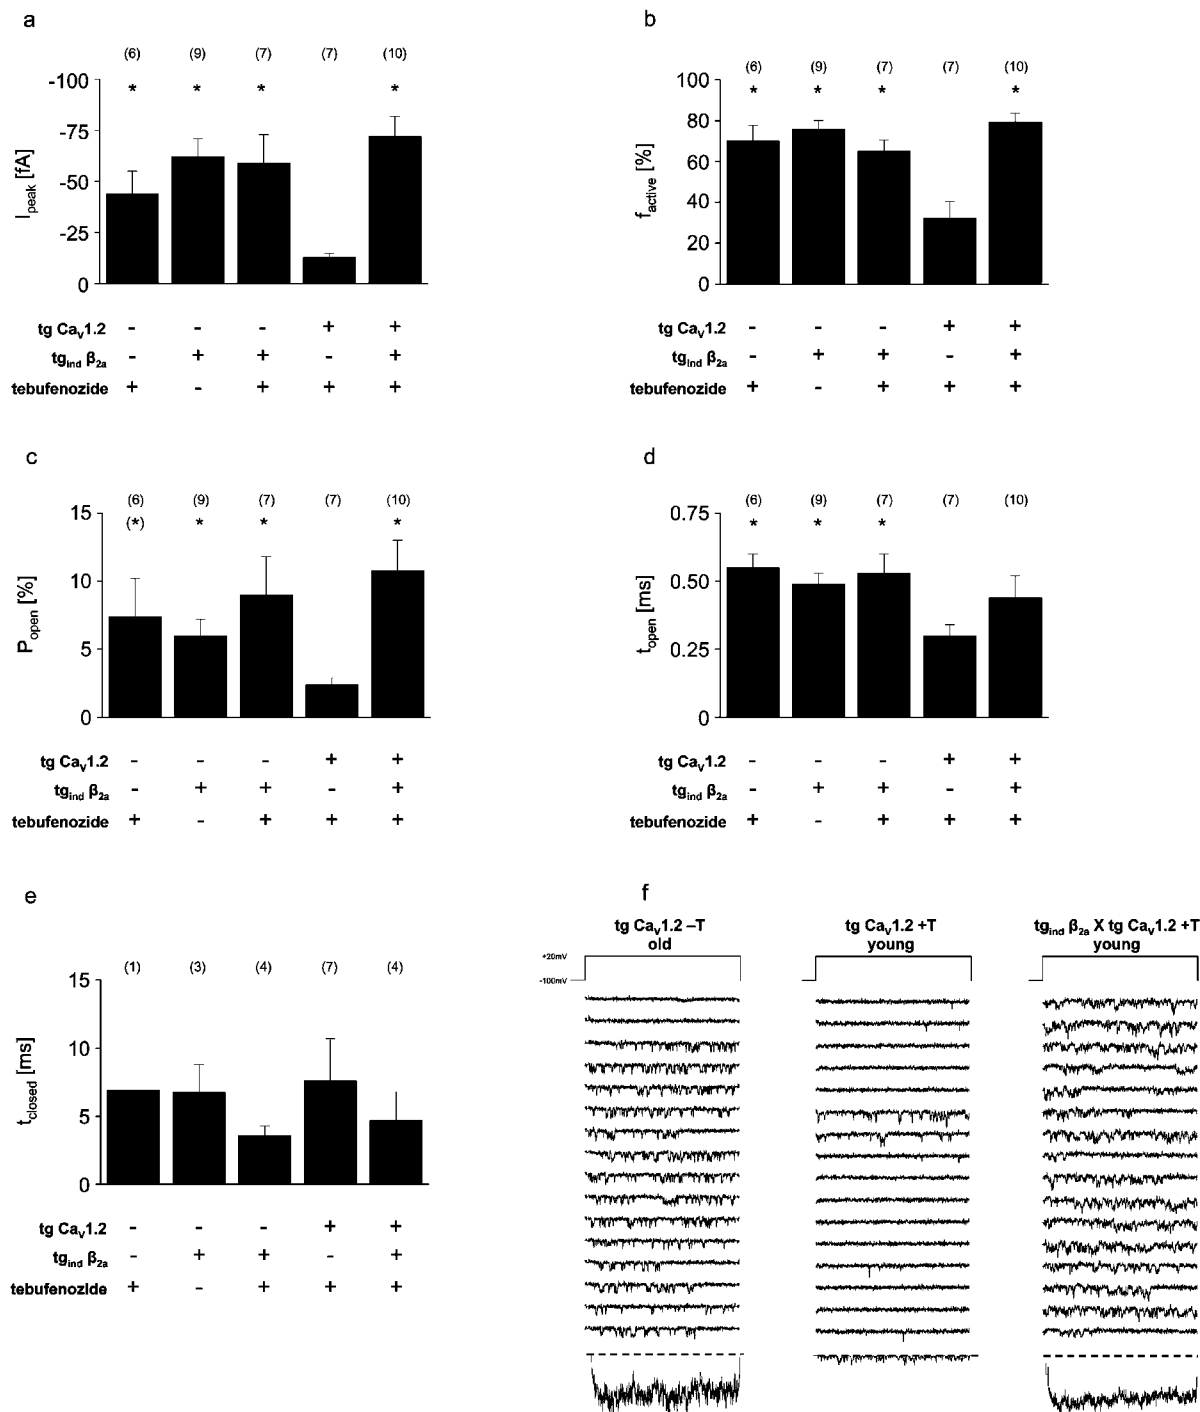 a
(6) (9) (7) (7) (10)
-100 * * * *
-75
-50
-25
0
I_peak [fA]
tg Ca_V1.2 - - - + +
tg_ind β_2a - + + - +
tebufenozide + - + + +
b
(6) (9) (7) (7) (10)
100 * * * *
80
60
40
20
0
f_active [%]
tg Ca_V1.2 - - - + +
tg_ind β_2a - + + - +
tebufenozide + - + + +
c
(6) (9) (7) (7) (10)
15 (*) * * *
10
5
0
P_open [%]
tg Ca_V1.2 - - - + +
tg_ind β_2a - + + - +
tebufenozide + - + + +
d
(6) (9) (7) (7) (10)
0.75 * * *
0.50
0.25
0
t_open [ms]
tg Ca_V1.2 - - - + +
tg_ind β_2a - + + - +
tebufenozide + - + + +
e
(1) (3) (4) (7) (4)
15
10
5
0
t_closed [ms]
tg Ca_V1.2 - - - + +
tg_ind β_2a - + + - +
tebufenozide + - + + +
f
tg Ca_V1.2 –T
old
tg Ca_V1.2 +T
young
tg_ind β_2a X tg Ca_V1.2 +T
young
+20mV
-100mV